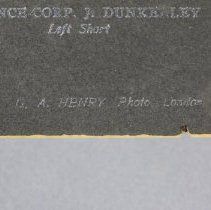 NCE-CORP. J. DUNKERLEY
Left Short
G. A. HENRY Photo London